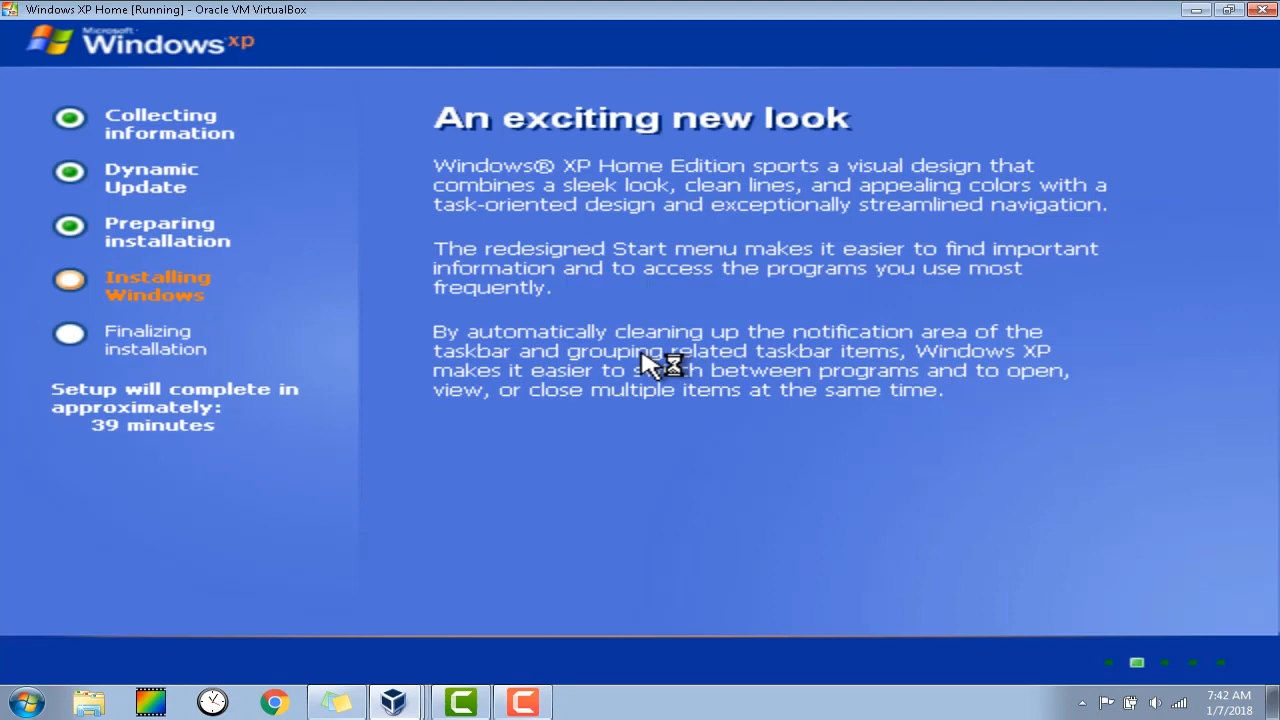 Windows XP Home [Running] - Oracle VM VirtualBox
Microsoft
Windows xp
Collecting
information
Dynamic
Update
Preparing
installation
Installing
Windows
Finalizing
installation
Setup will complete in
approximately:
39 minutes
An exciting new look
Windows® XP Home Edition sports a visual design that
combines a sleek look, clean lines, and appealing colors with a
task-oriented design and exceptionally streamlined navigation.
The redesigned Start menu makes it easier to find important
information and to access the programs you use most
frequently.
By automatically cleaning up the notification area of the
taskbar and grouping related taskbar items, Windows XP
makes it easier to switch between programs and to open,
view, or close multiple items at the same time.
7:42 AM
1/7/2018